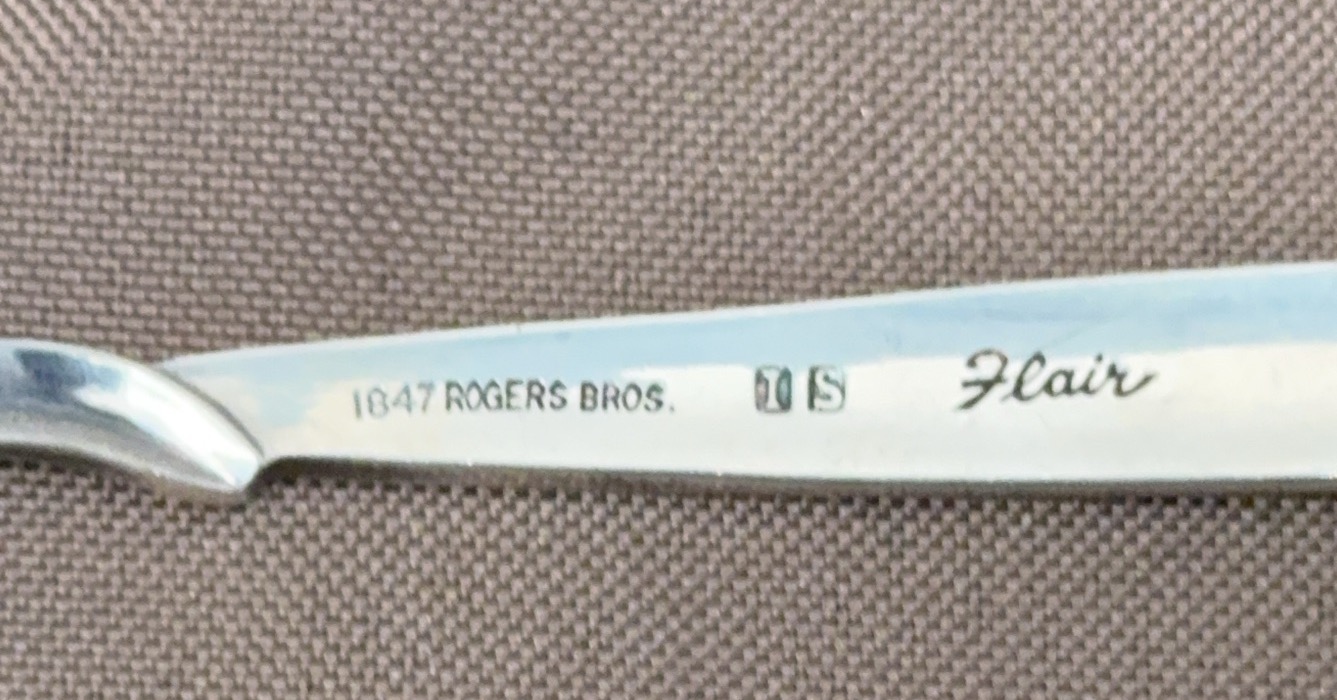 1847 ROGERS BROS. I S Flair